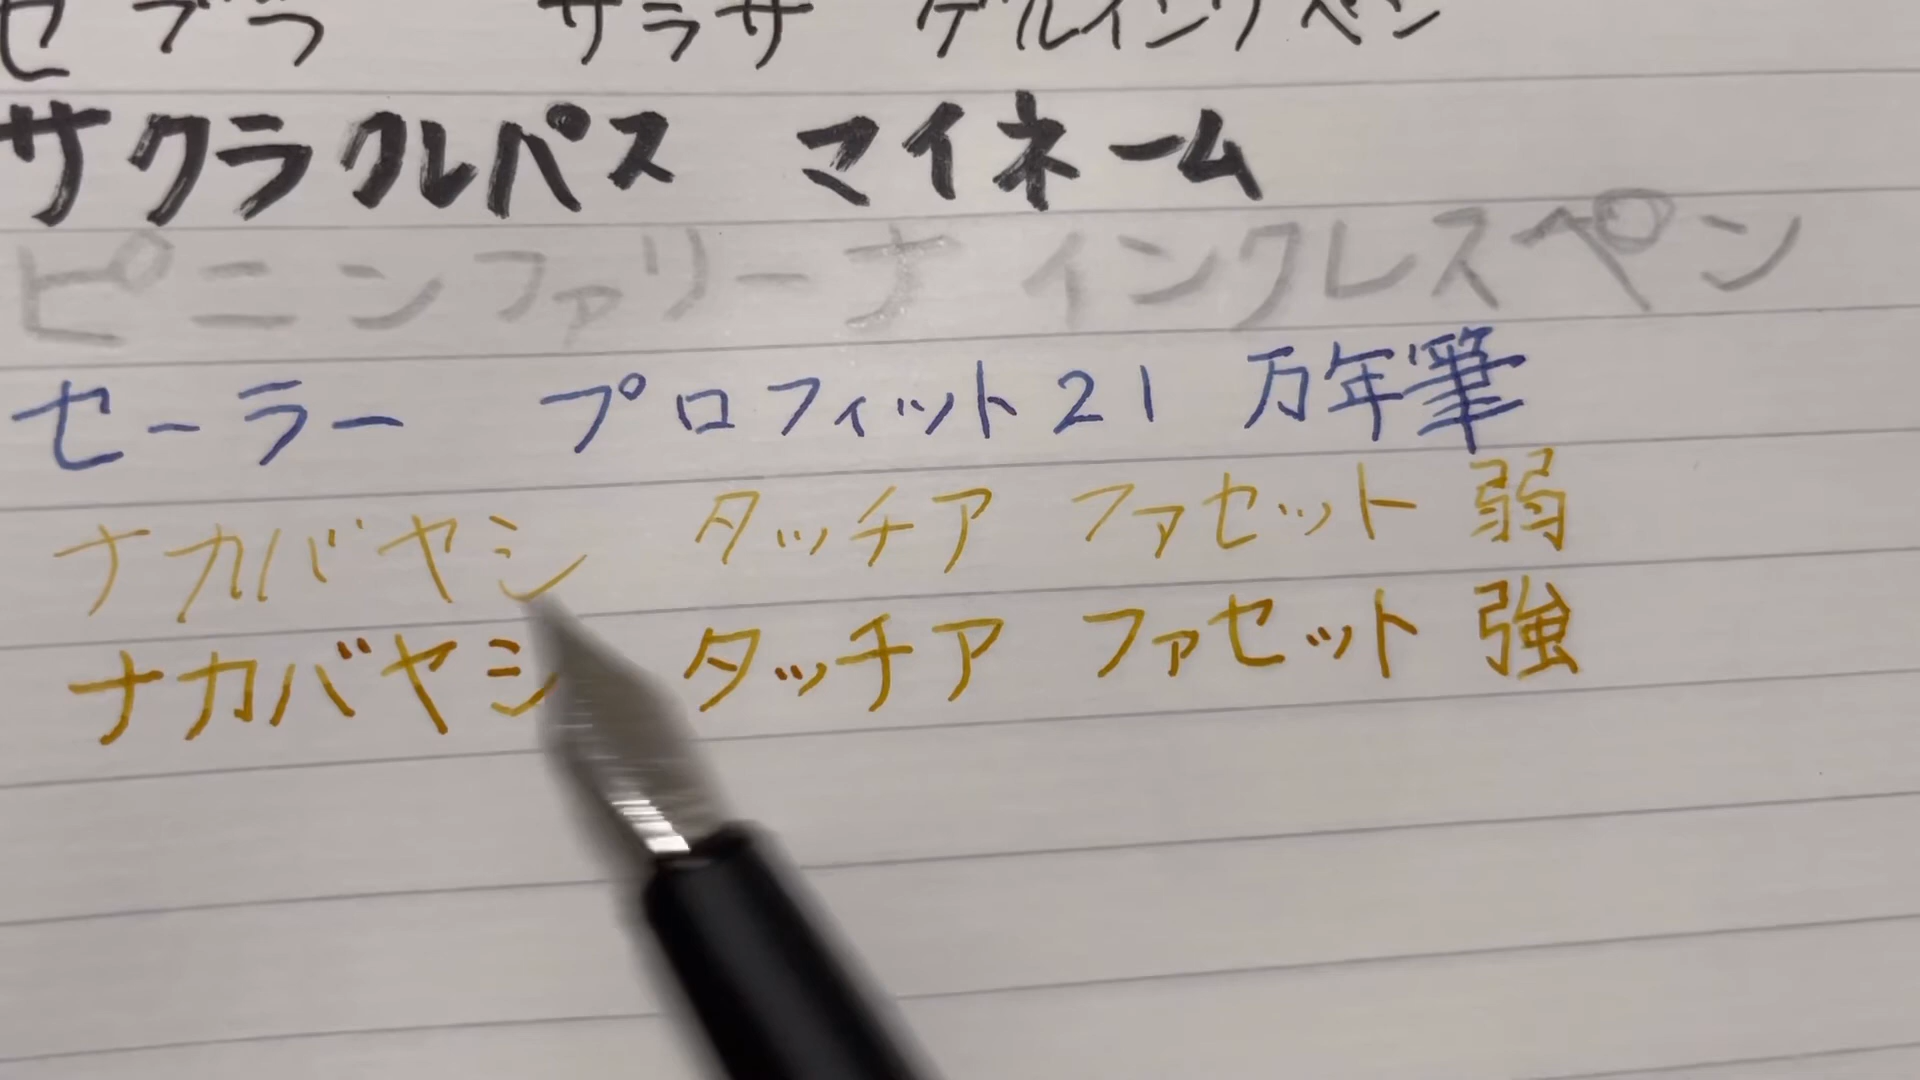 ゼブラ サラサ ゲルインクペン
サクラクレパス マイネーム
ピニンファリーナ インクレスペン
セーラー プロフィット21 万年筆
ナカバヤシ タッチア ファセット 弱
ナカバヤシ タッチア ファセット 強